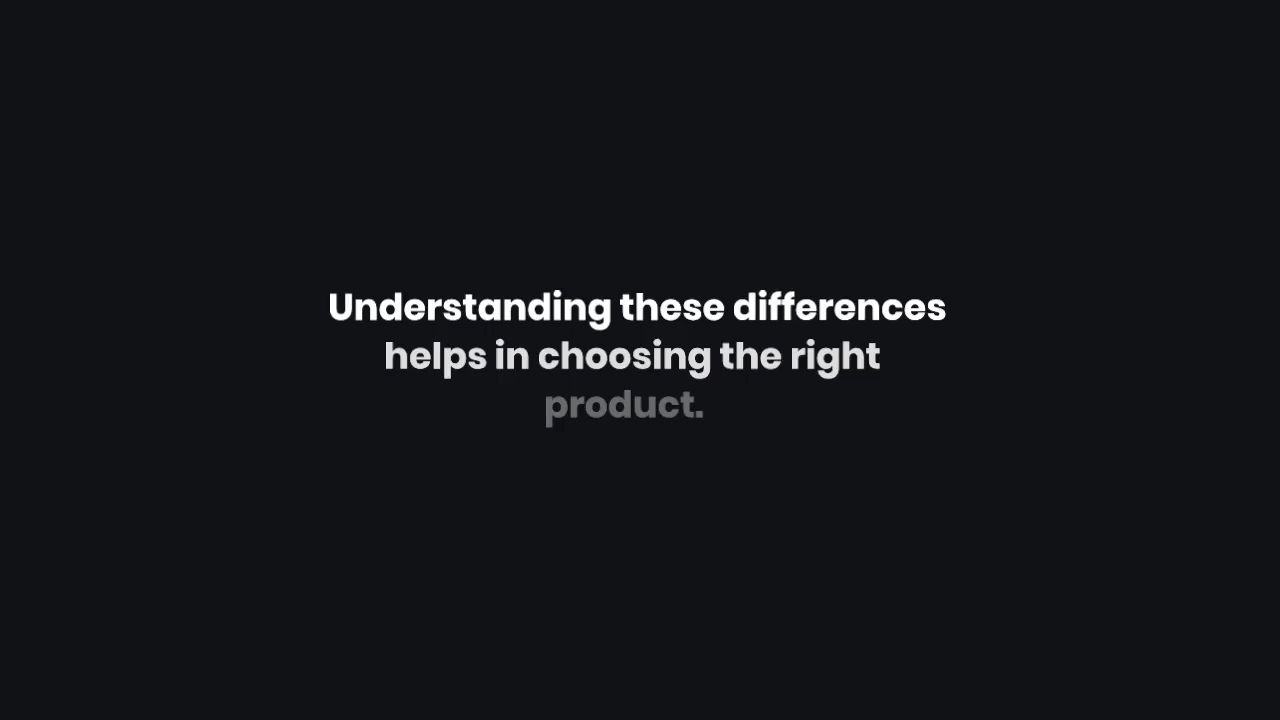 Understanding these differences
helps in choosing the right
product.